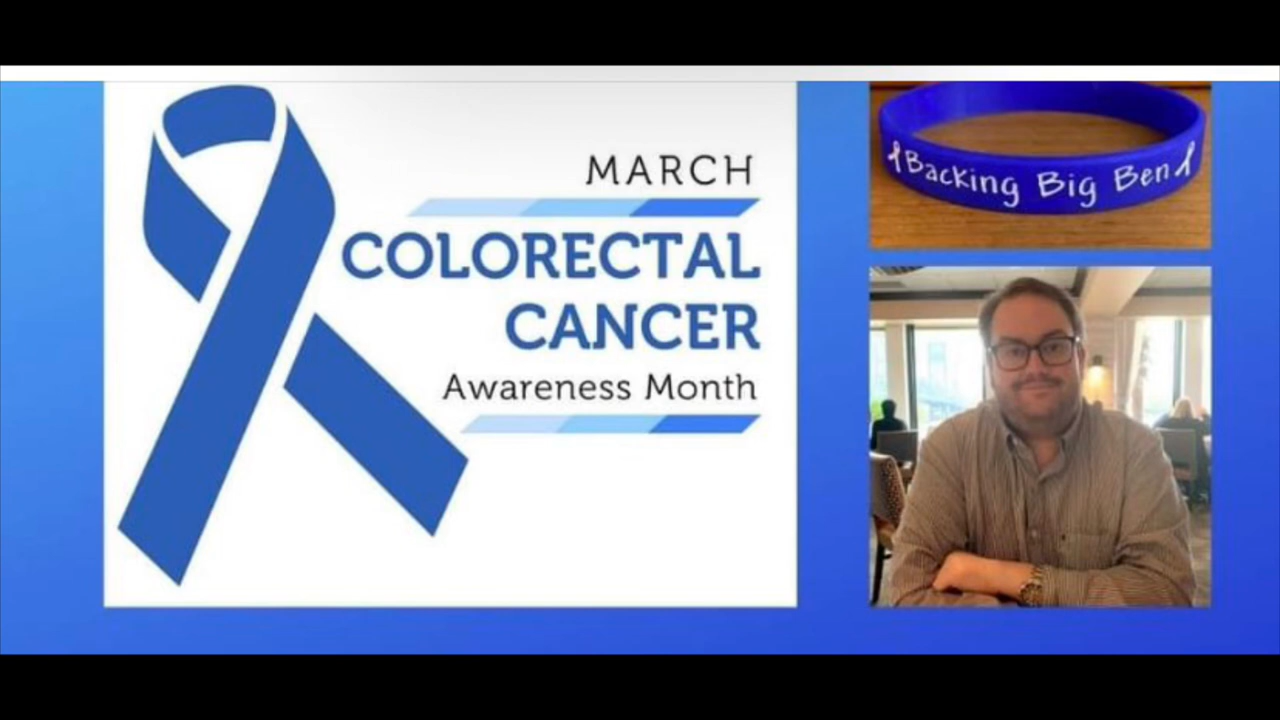 MARCH
COLORECTAL
CANCER
Awareness Month
Backing Big Ben